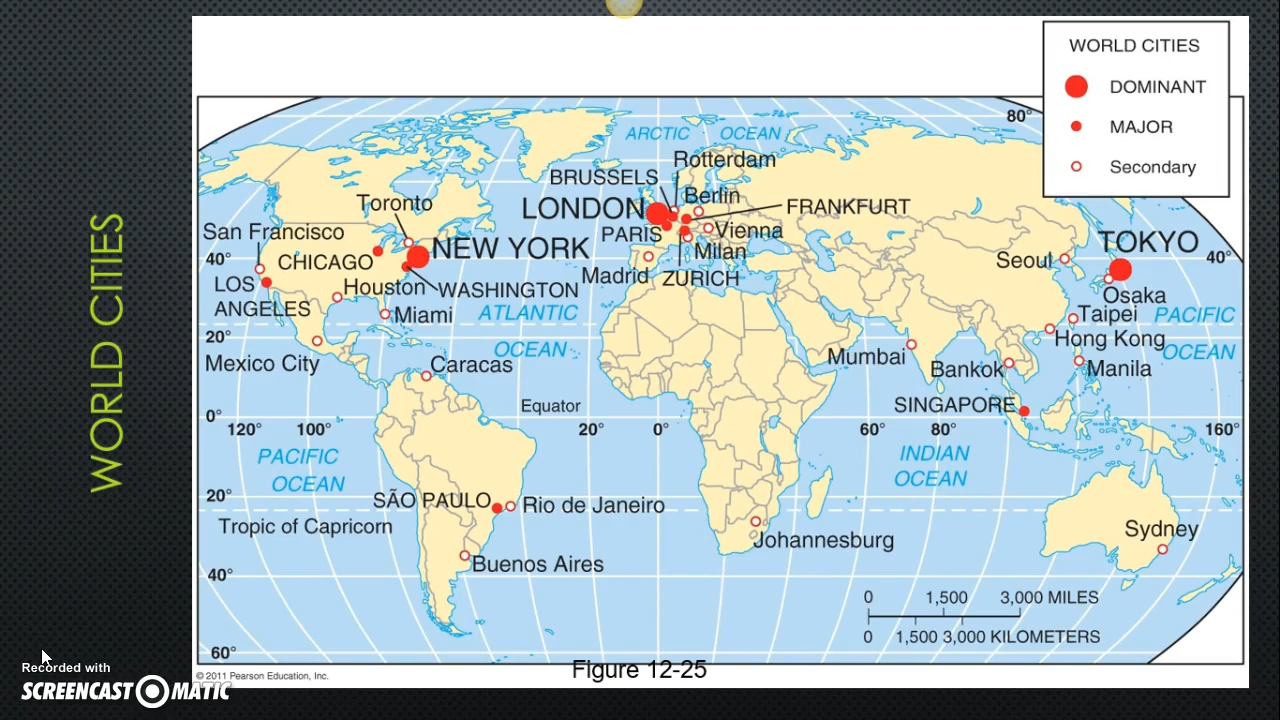 WORLD CITIES
WORLD CITIES
DOMINANT
MAJOR
Secondary
80°
ARCTIC OCEAN
Rotterdam
BRUSSELS
Berlin
Toronto
LONDON
FRANKFURT
San Francisco
PARIS
Vienna
NEW YORK
TOKYO
Milan
40°
CHICAGO
Seoul
40°
Madrid
ZURICH
LOS
ANGELES
Houston
WASHINGTON
Osaka
Miami
ATLANTIC
OCEAN
Taipei
PACIFIC
OCEAN
20°
Hong Kong
Mexico City
Caracas
Mumbai
Bankok
Manila
Equator
SINGAPORE
0°
120°
100°
20°
0°
60°
80°
160°
PACIFIC
OCEAN
INDIAN
OCEAN
20°
SÃO PAULO
Rio de Janeiro
Tropic of Capricorn
Johannesburg
Sydney
Buenos Aires
40°
0 1,500 3,000 MILES
0 1,500 3,000 KILOMETERS
60°
Figure 12-25
© 2011 Pearson Education, Inc.
Recorded with
SCREENCAST MATIC